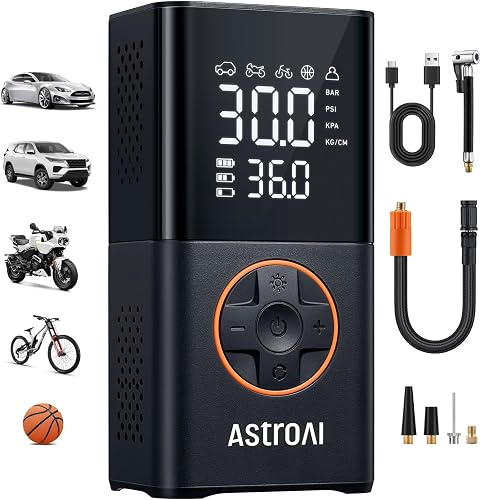 BAR
30.0
PSI
KPA
KG/CM
36.0
− +
ASTROAI